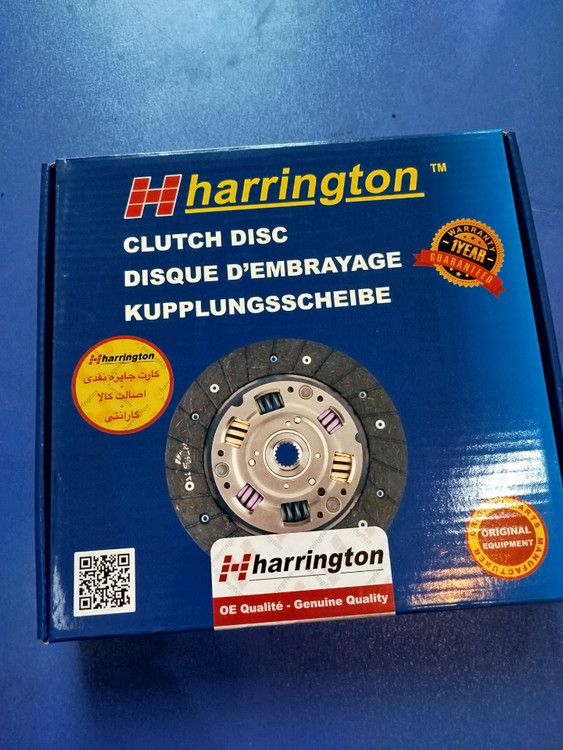 harrington TM
CLUTCH DISC
DISQUE D'EMBRAYAGE
KUPPLUNGSSCHEIBE
WARRANTY
1YEAR
GUARANTEED
harrington
کارت جایزه نقدی
+
اصالت کالا
+
گارانتی
ORIGINAL
EQUIPMENT
harrington
OE Qualité - Genuine Quality